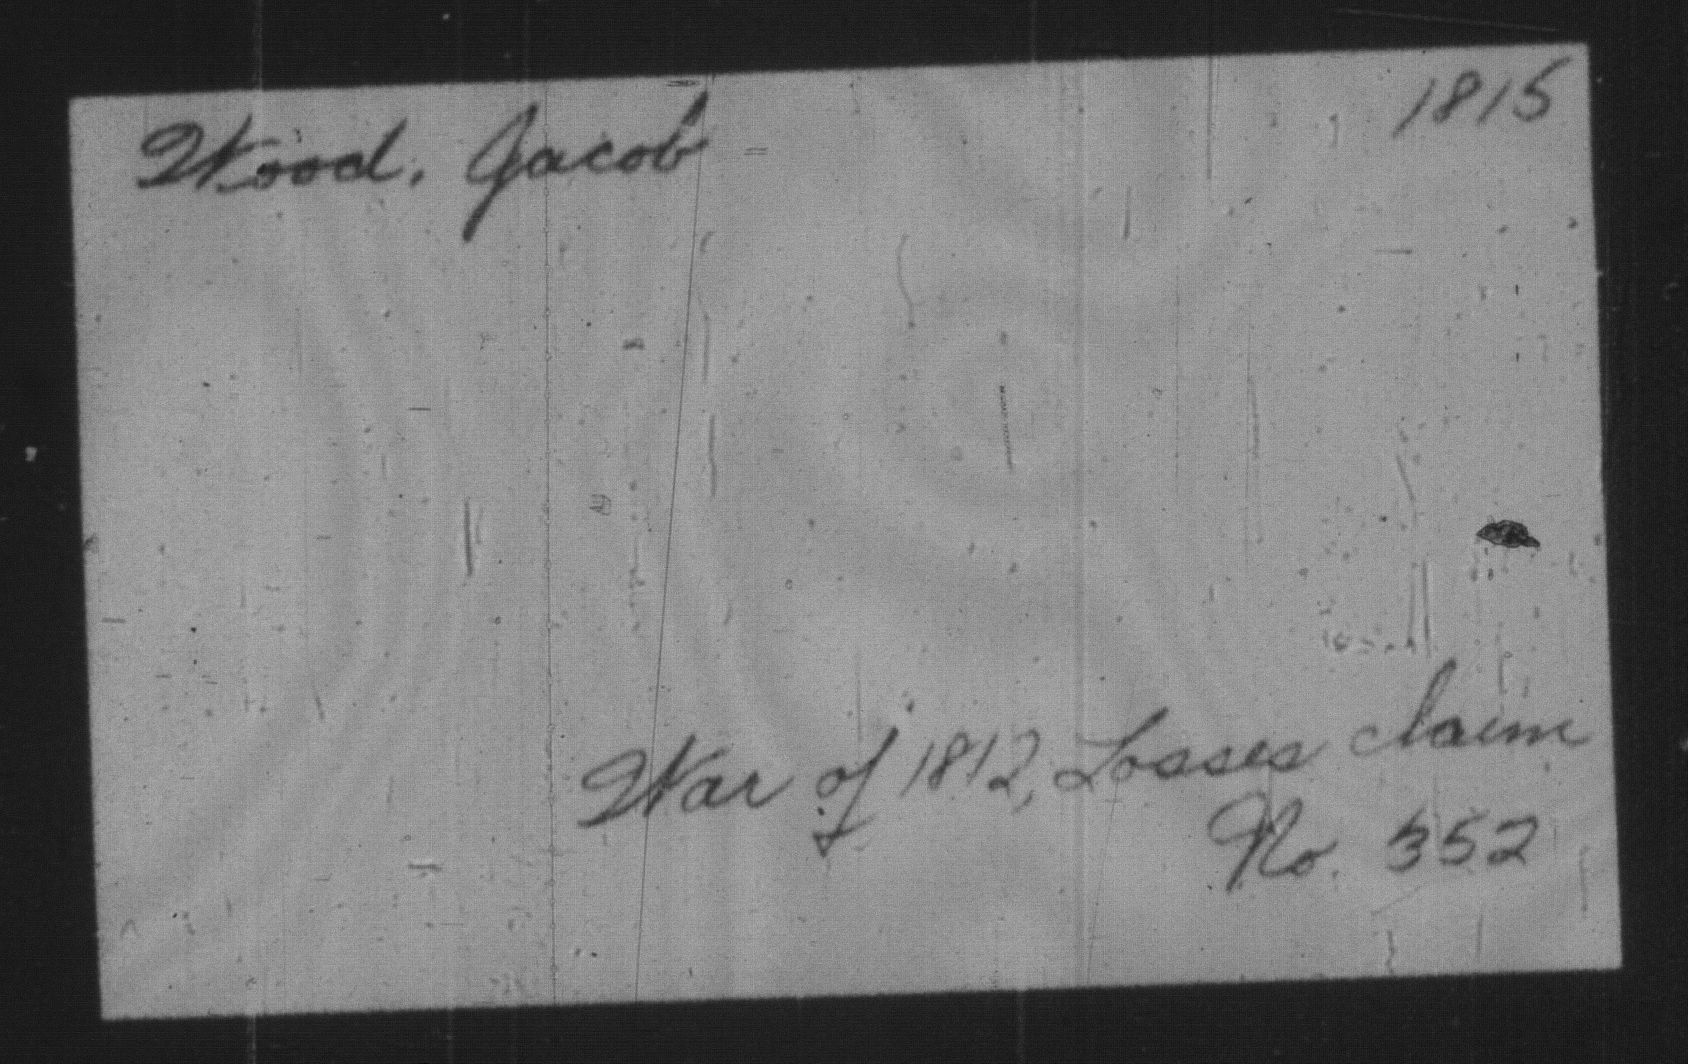 Wood, Jacob 1815
War of 1812, Losses claim
No. 352